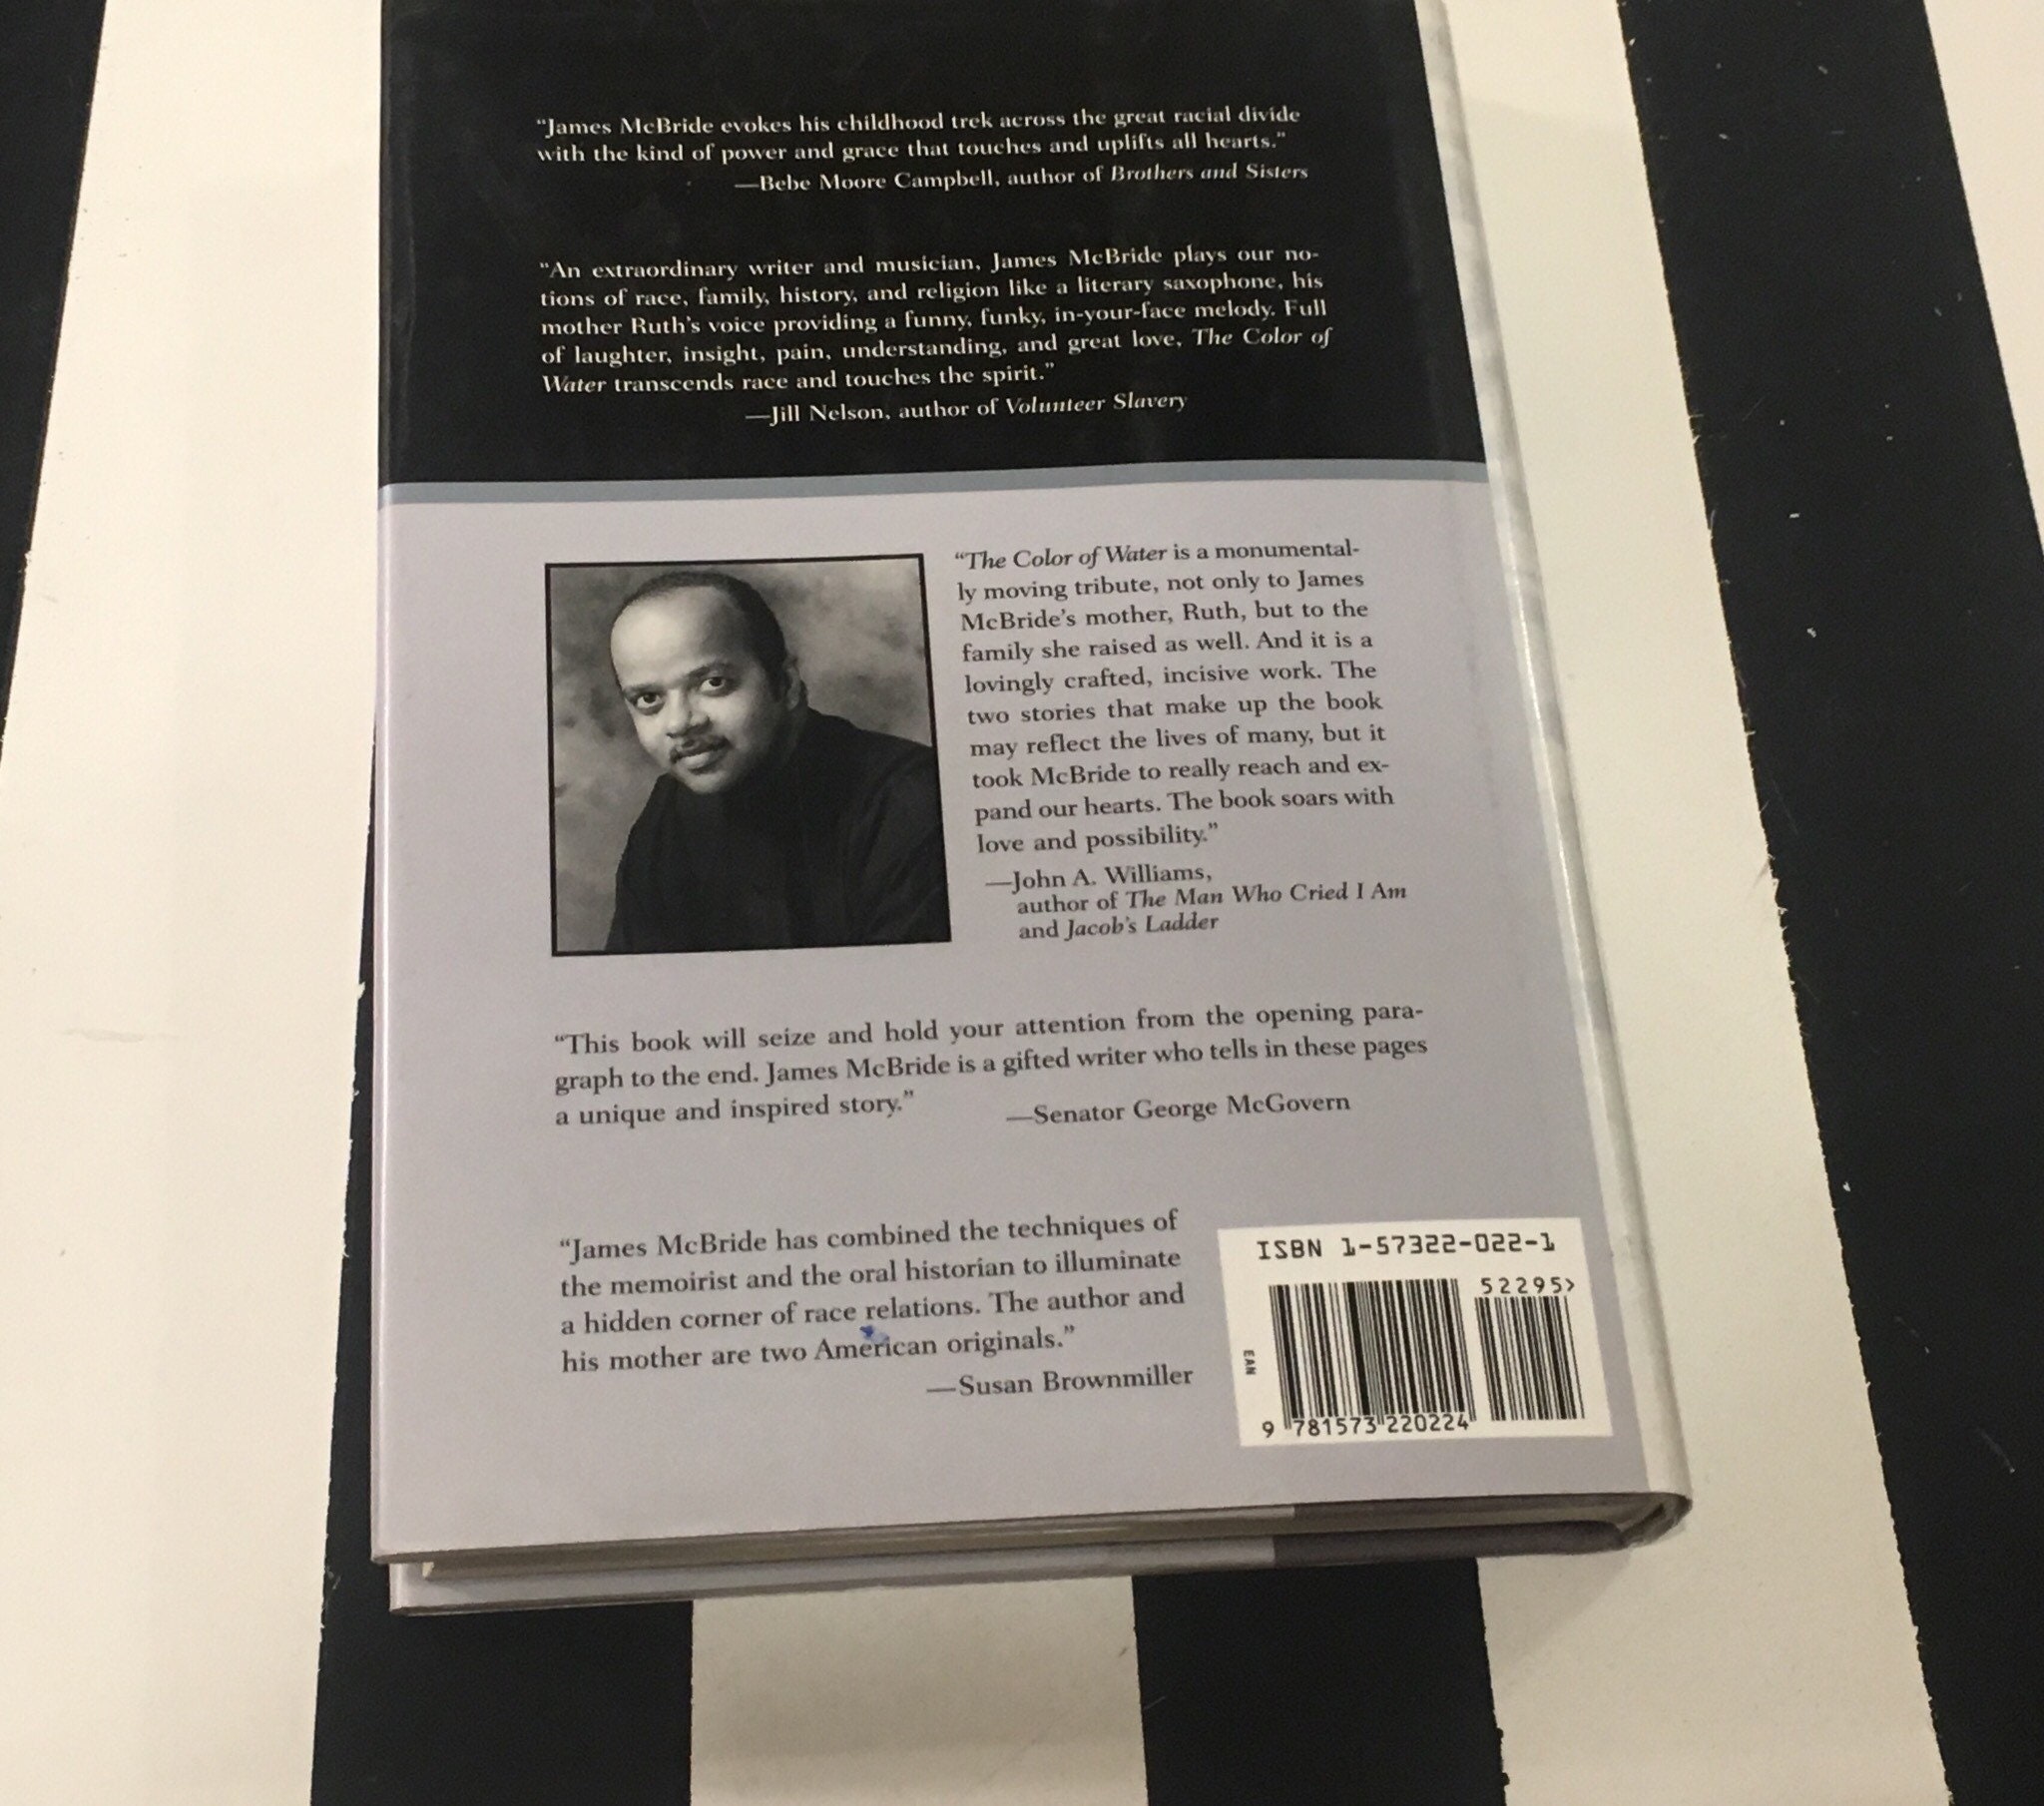 “James McBride evokes his childhood trek across the great racial divide
with the kind of power and grace that touches and uplifts all hearts.”
—Bebe Moore Campbell, author of Brothers and Sisters
“An extraordinary writer and musician, James McBride plays our no-
tions of race, family, history, and religion like a literary saxophone, his
mother Ruth’s voice providing a funny, funky, in-your-face melody. Full
of laughter, insight, pain, understanding, and great love, The Color of
Water transcends race and touches the spirit.”
—Jill Nelson, author of Volunteer Slavery
“The Color of Water is a monumental-
ly moving tribute, not only to James
McBride’s mother, Ruth, but to the
family she raised as well. And it is a
lovingly crafted, incisive work. The
two stories that make up the book
may reflect the lives of many, but it
took McBride to really reach and ex-
pand our hearts. The book soars with
love and possibility.”
—John A. Williams,
author of The Man Who Cried I Am
and Jacob’s Ladder
“This book will seize and hold your attention from the opening para-
graph to the end. James McBride is a gifted writer who tells in these pages
a unique and inspired story.” —Senator George McGovern
“James McBride has combined the techniques of
the memoirist and the oral historian to illuminate
a hidden corner of race relations. The author and
his mother are two American originals.”
—Susan Brownmiller
ISBN 1-57322-022-1
52295>
EAN
9 781573 220224